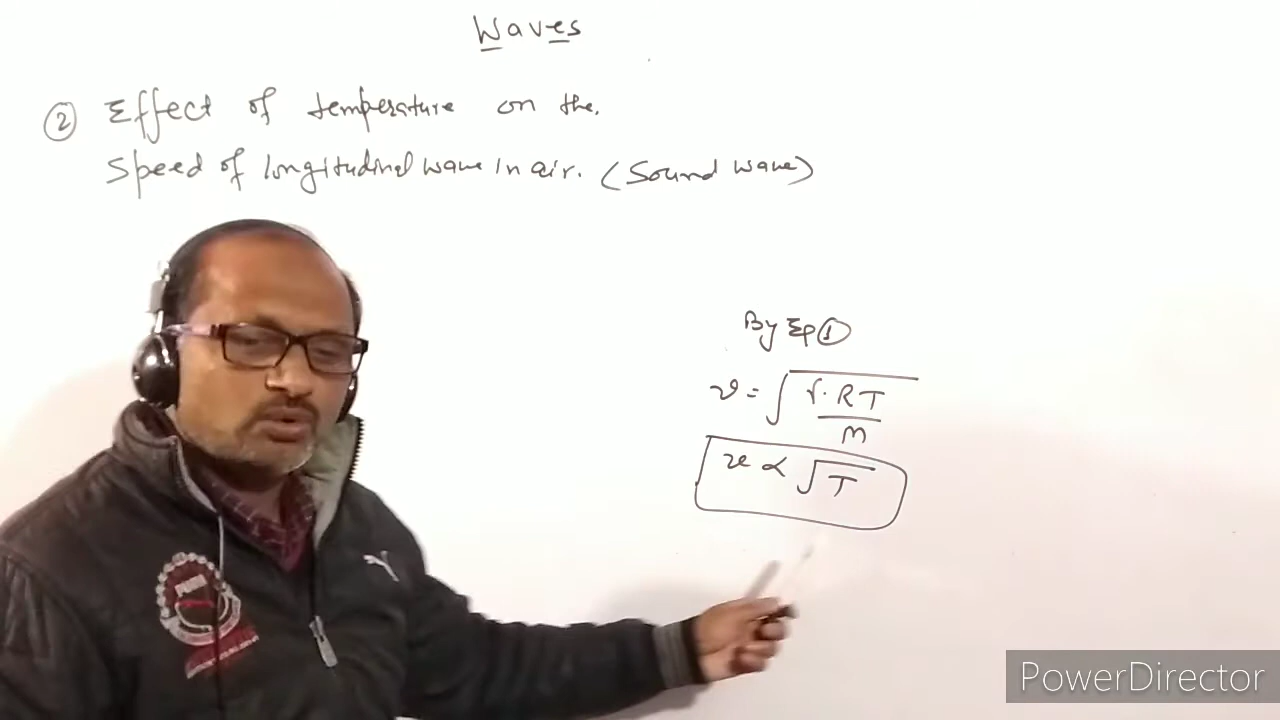 Waves
② Effect of temperature on the.
Speed of longitudinal wave in air. (Sound wave)
By Eq ①
v = √(γ·RT/M)
v ∝ √T
PUMA
PowerDirector